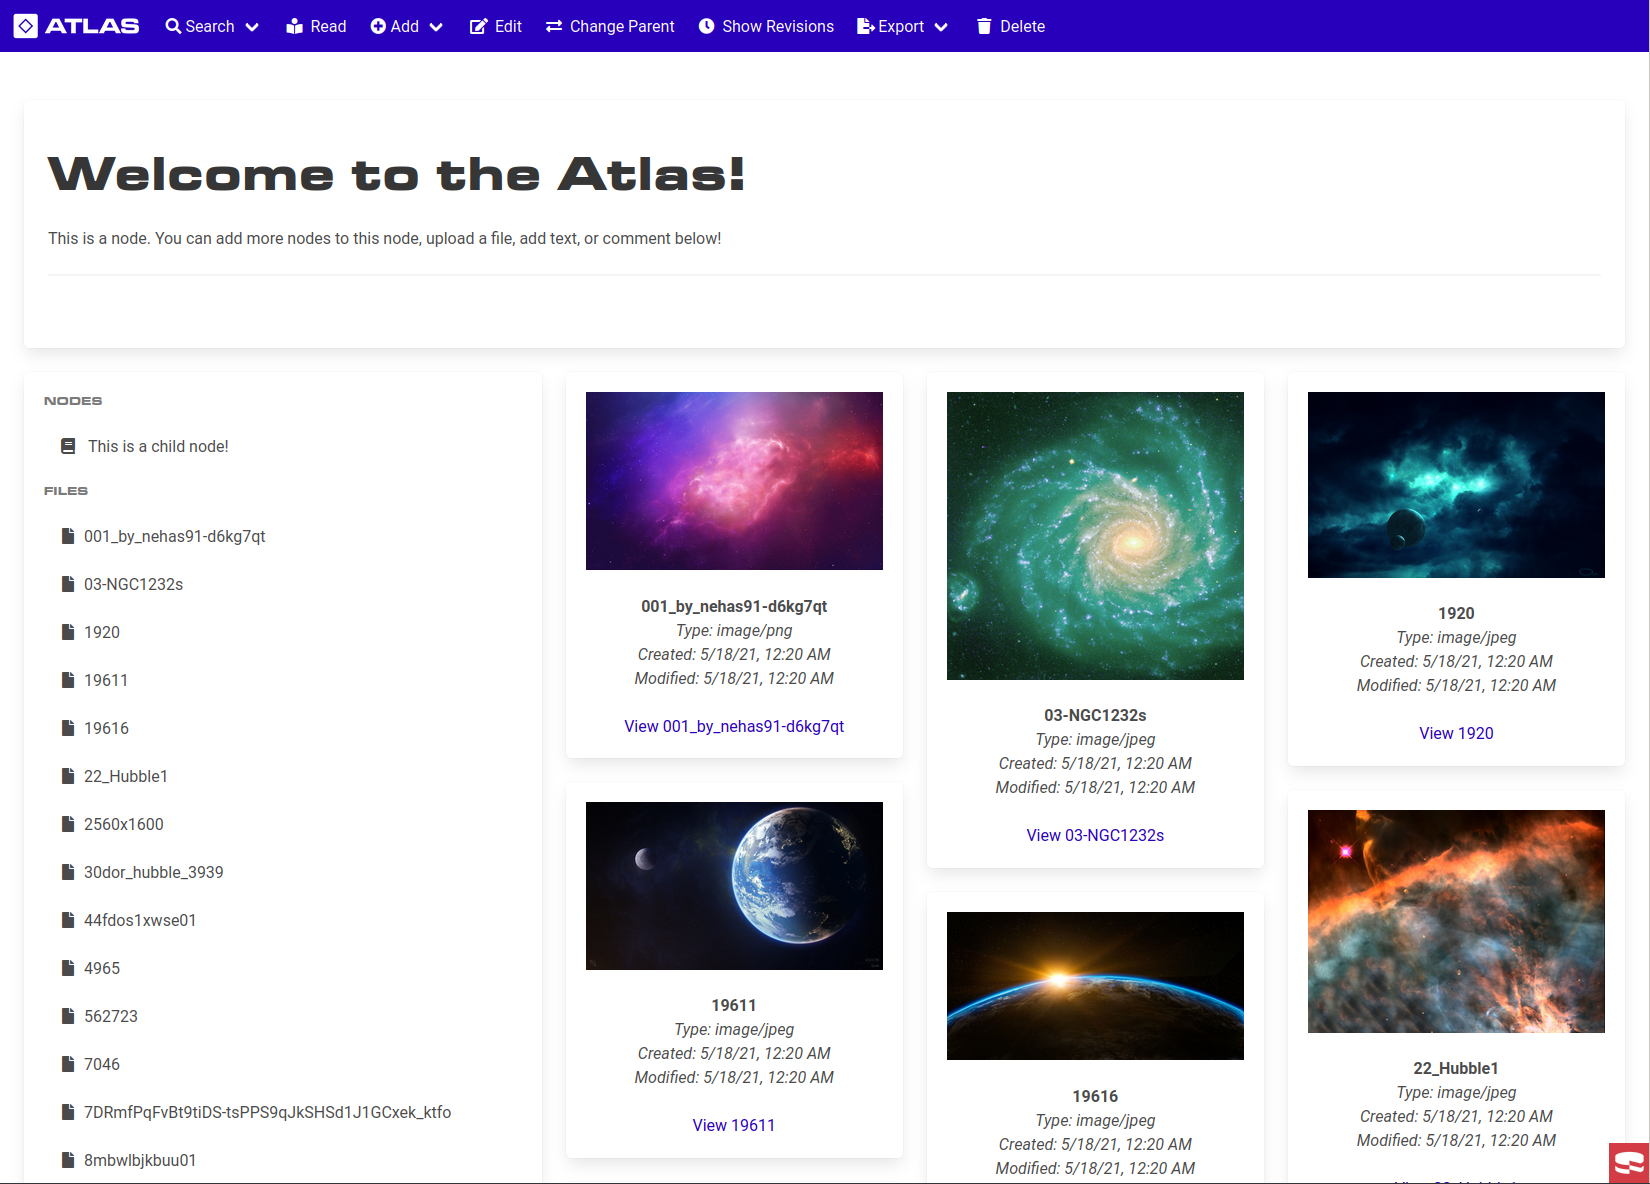 ATLAS Search Read Add Edit Change Parent Show Revisions Export Delete
Welcome to the Atlas!
This is a node. You can add more nodes to this node, upload a file, add text, or comment below!
NODES
This is a child node!
FILES
001_by_nehas91-d6kg7qt
03-NGC1232s
1920
19611
19616
22_Hubble1
2560x1600
30dor_hubble_3939
44fdos1xwse01
4965
562723
7046
7DRmfPqFvBt9tiDS-tsPPS9qJkSHSd1J1GCxek_ktfo
8mbwlbjkbuu01
001_by_nehas91-d6kg7qt
Type: image/png
Created: 5/18/21, 12:20 AM
Modified: 5/18/21, 12:20 AM
View 001_by_nehas91-d6kg7qt
19611
Type: image/jpeg
Created: 5/18/21, 12:20 AM
Modified: 5/18/21, 12:20 AM
View 19611
03-NGC1232s
Type: image/jpeg
Created: 5/18/21, 12:20 AM
Modified: 5/18/21, 12:20 AM
View 03-NGC1232s
19616
Type: image/jpeg
Created: 5/18/21, 12:20 AM
Modified: 5/18/21, 12:20 AM
1920
Type: image/jpeg
Created: 5/18/21, 12:20 AM
Modified: 5/18/21, 12:20 AM
View 1920
22_Hubble1
Type: image/jpeg
Created: 5/18/21, 12:20 AM
Modified: 5/18/21, 12:20 AM